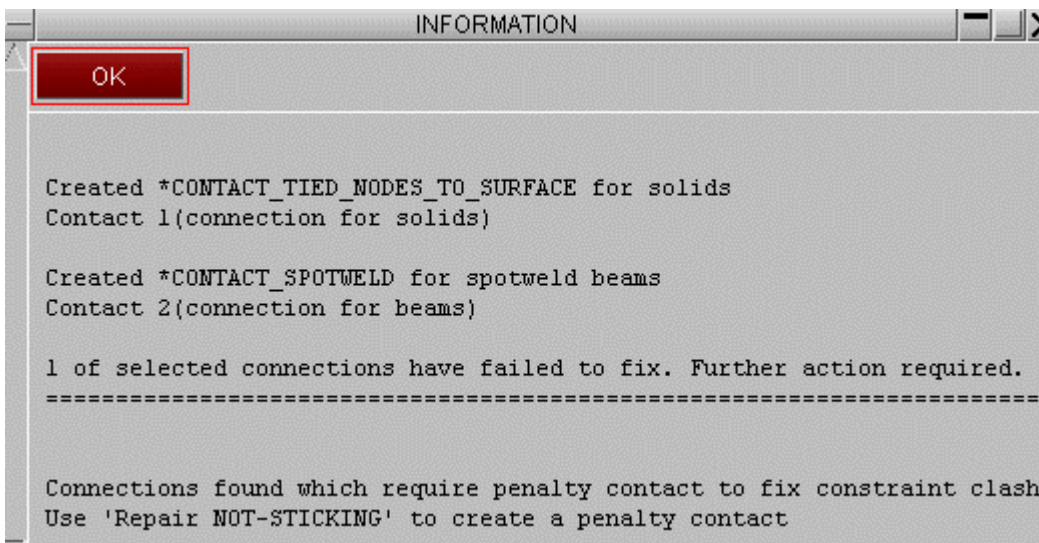 INFORMATION
OK
Created *CONTACT_TIED_NODES_TO_SURFACE for solids
Contact 1(connection for solids)
Created *CONTACT_SPOTWELD for spotweld beams
Contact 2(connection for beams)
1 of selected connections have failed to fix. Further action required.
========================================================================
Connections found which require penalty contact to fix constraint clash
Use 'Repair NOT-STICKING' to create a penalty contact